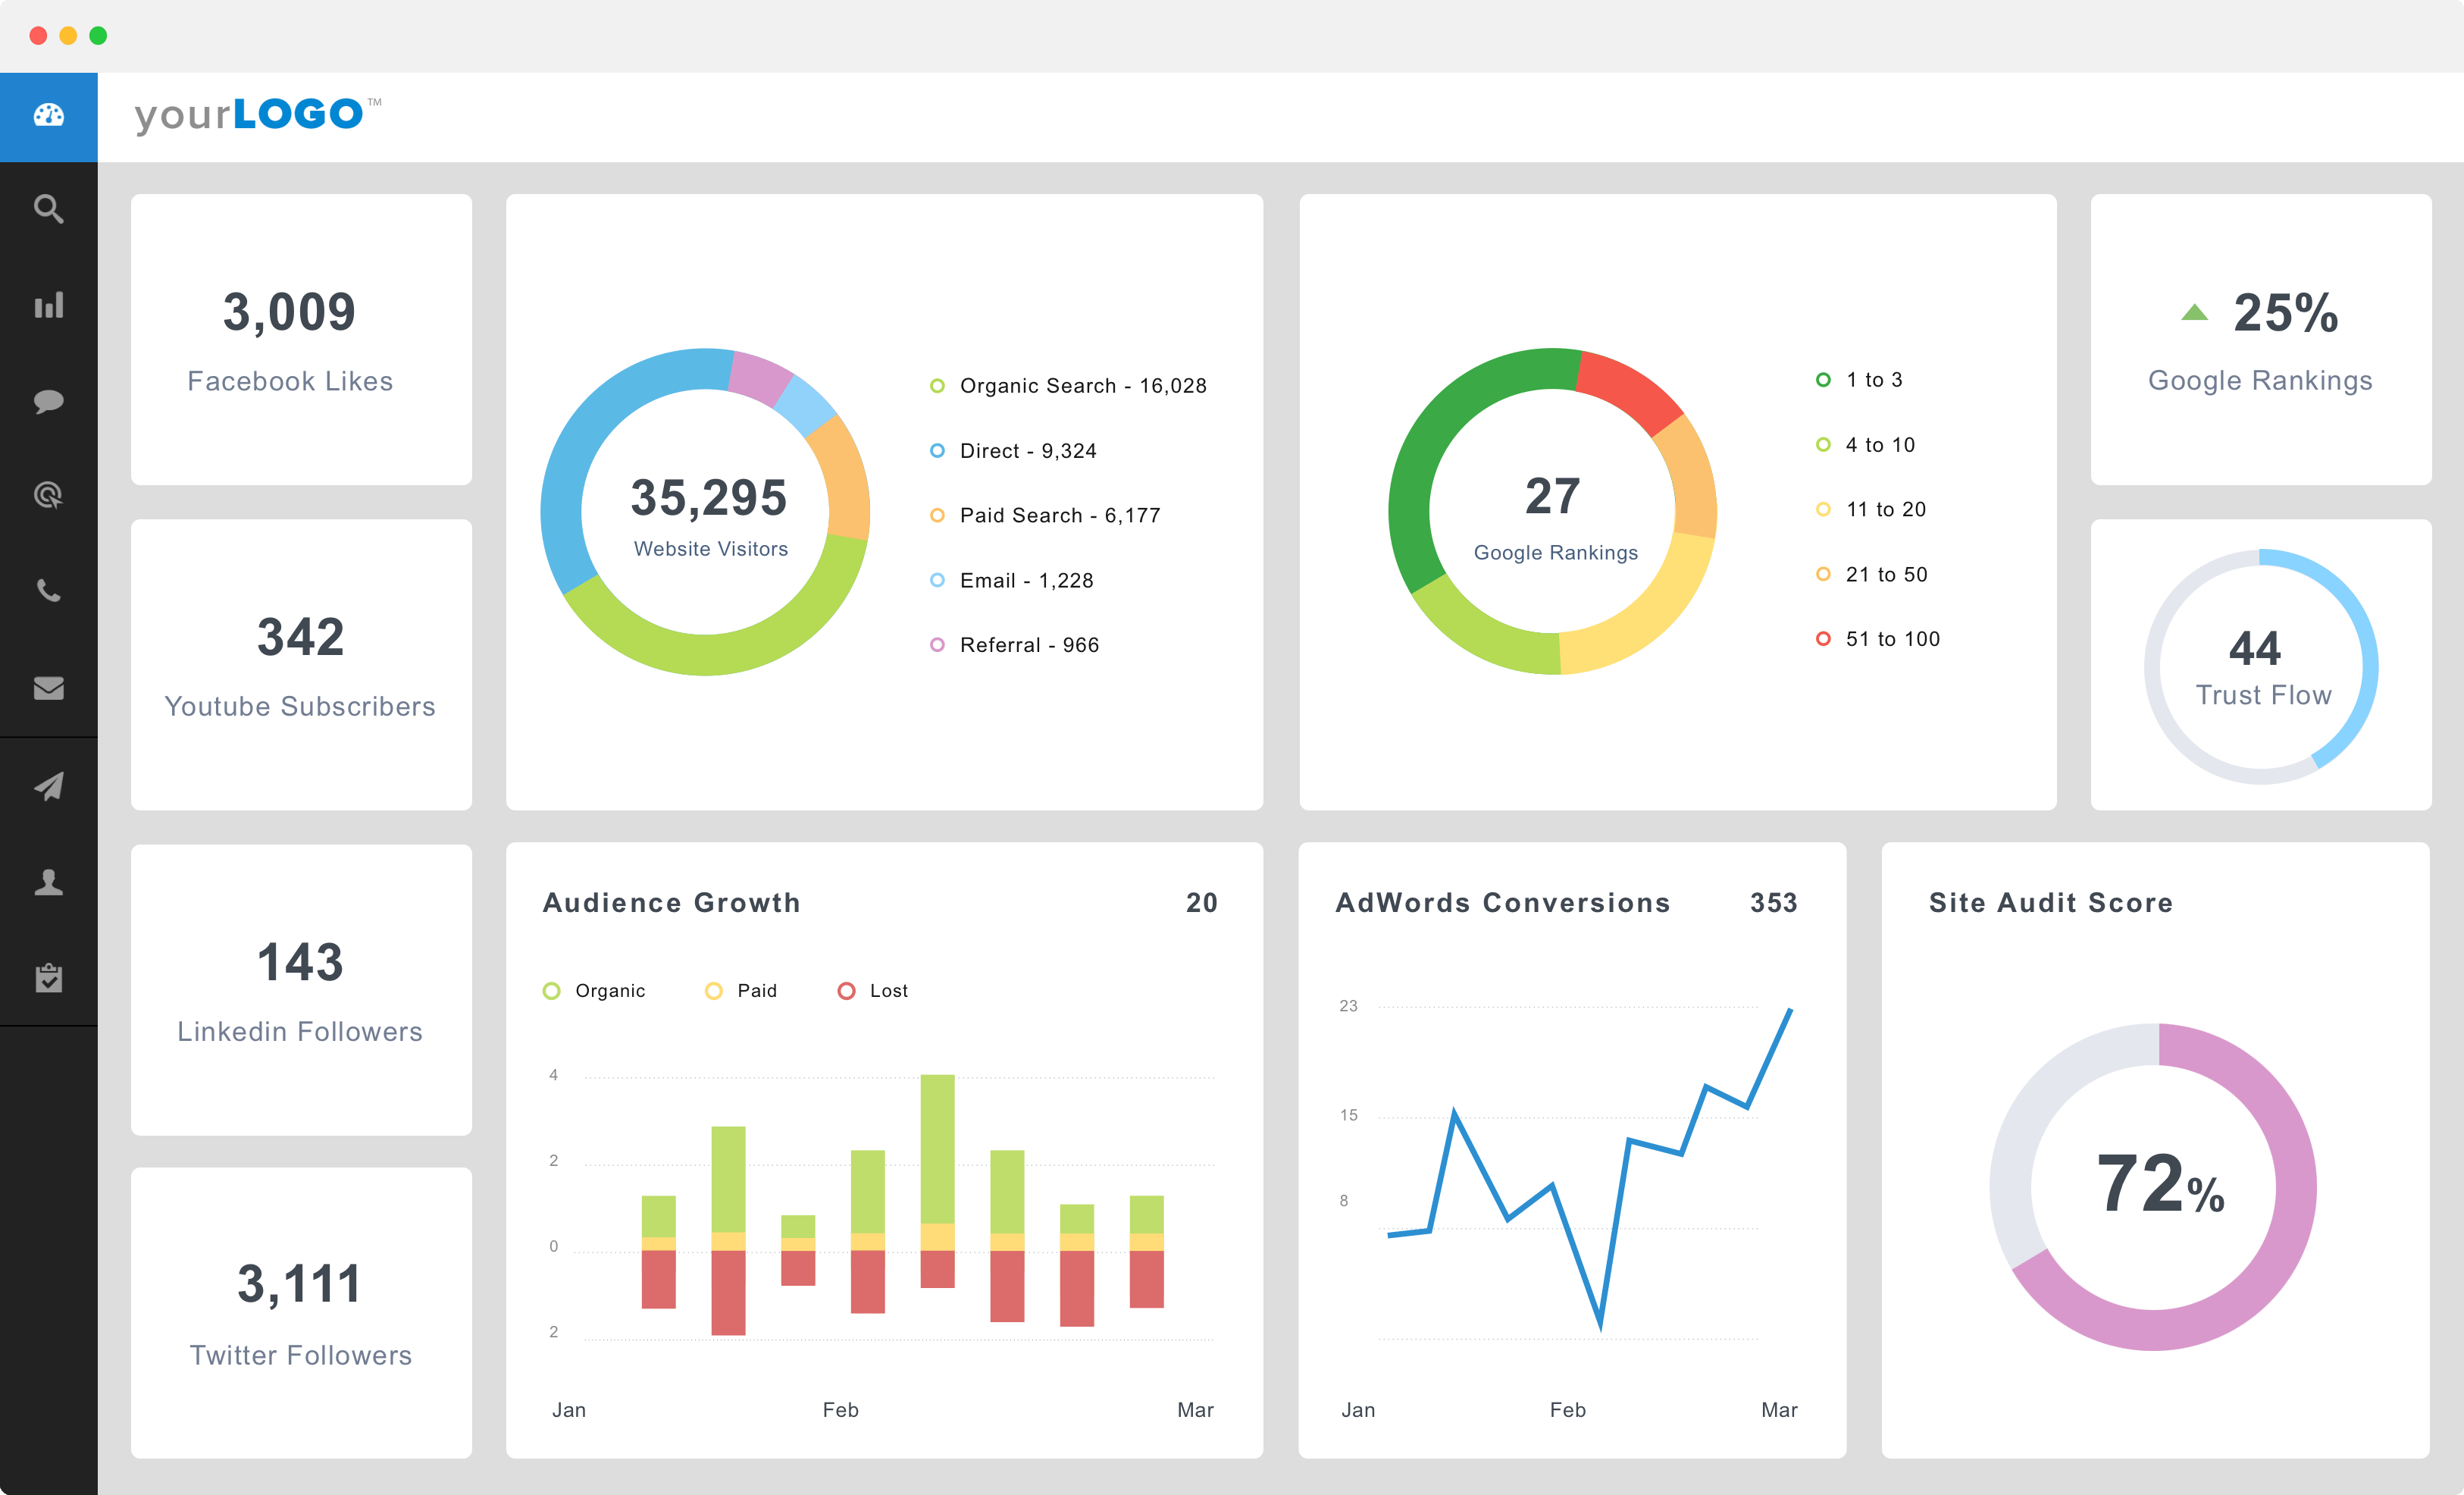 yourLOGO™
3,009
Facebook Likes
342
Youtube Subscribers
143
Linkedin Followers
3,111
Twitter Followers
35,295
Website Visitors
Organic Search - 16,028
Direct - 9,324
Paid Search - 6,177
Email - 1,228
Referral - 966
27
Google Rankings
1 to 3
4 to 10
11 to 20
21 to 50
51 to 100
25%
Google Rankings
44
Trust Flow
Audience Growth 20
Organic Paid Lost
4
2
0
2
Jan Feb Mar
AdWords Conversions 353
23
15
8
Jan Feb Mar
Site Audit Score
72%